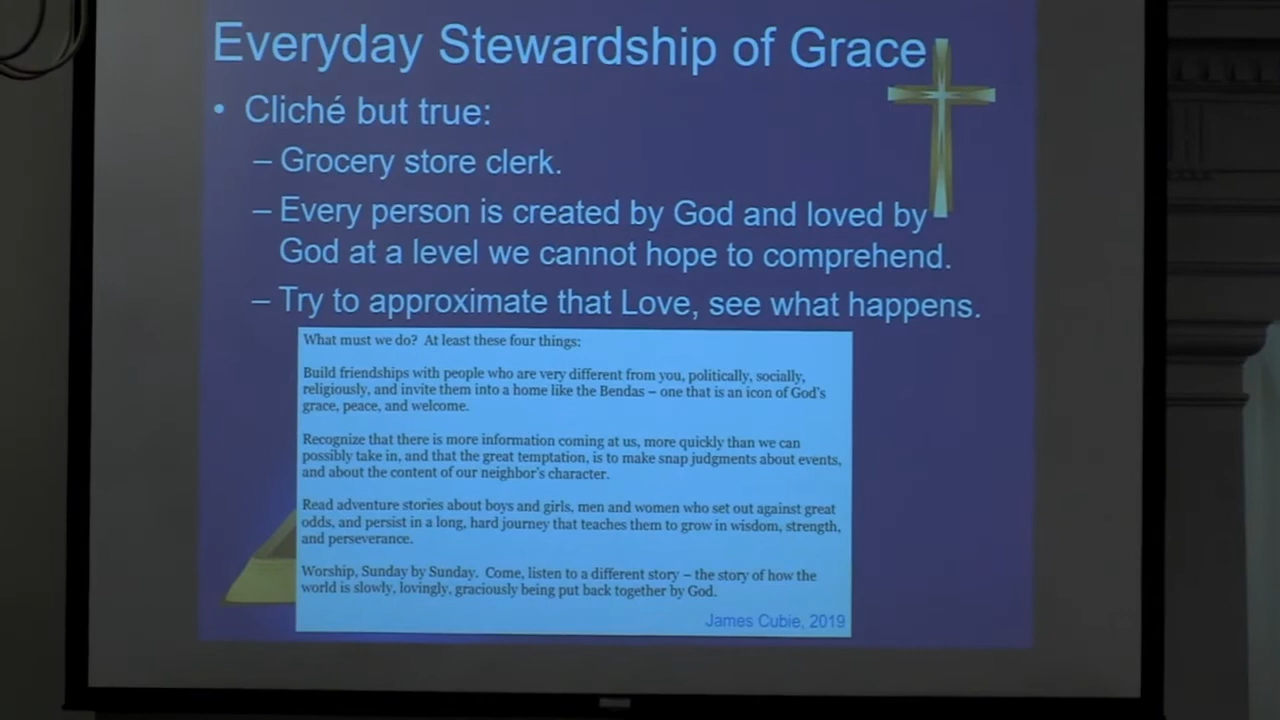 Everyday Stewardship of Grace
• Cliché but true:
– Grocery store clerk.
– Every person is created by God and loved by
God at a level we cannot hope to comprehend.
– Try to approximate that Love, see what happens.
What must we do? At least these four things:
Build friendships with people who are very different from you, politically, socially,
religiously, and invite them into a home like the Bendas – one that is an icon of God's
grace, peace, and welcome.
Recognize that there is more information coming at us, more quickly than we can
possibly take in, and that the great temptation, is to make snap judgments about events,
and about the content of our neighbor's character.
Read adventure stories about boys and girls, men and women who set out against great
odds, and persist in a long, hard journey that teaches them to grow in wisdom, strength,
and perseverance.
Worship, Sunday by Sunday. Come, listen to a different story – the story of how the
world is slowly, lovingly, graciously being put back together by God.
James Cubie, 2019